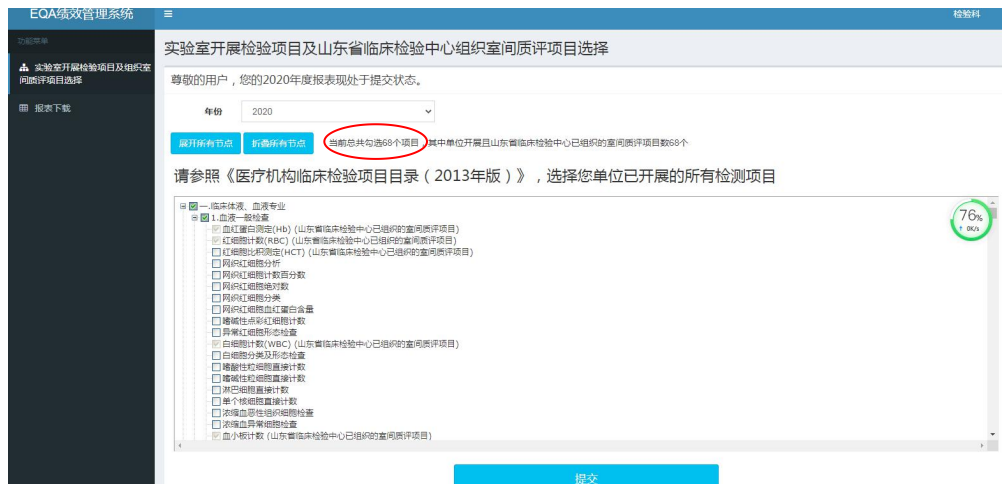 EQA绩效管理系统
检验科
功能菜单
实验室开展检验项目及组织室
间质评项目选择
报表下载
实验室开展检验项目及山东省临床检验中心组织室间质评项目选择
尊敬的用户，您的2020年度报表现处于提交状态。
年份 2020
展开所有节点 折叠所有节点 当前总共勾选68个项目，其中单位开展且山东省临床检验中心已组织的室间质评项目数68个
请参照《医疗机构临床检验项目目录（2013年版）》，选择您单位已开展的所有检测项目
一.临床体液、血液专业
1.血液一般检查
血红蛋白测定(Hb) (山东省临床检验中心已组织的室间质评项目)
红细胞计数(RBC) (山东省临床检验中心已组织的室间质评项目)
红细胞比积测定(HCT) (山东省临床检验中心已组织的室间质评项目)
网织红细胞分析
网织红细胞计数百分数
网织红细胞绝对数
网织红细胞分类
网织红细胞血红蛋白含量
嗜碱性点彩红细胞计数
异常红细胞形态检查
白细胞计数(WBC) (山东省临床检验中心已组织的室间质评项目)
白细胞分类及形态检查
嗜酸性粒细胞直接计数
嗜碱性粒细胞直接计数
淋巴细胞直接计数
单个核细胞直接计数
浓缩血恶性组织细胞检查
浓缩血异常细胞检查
血小板计数 (山东省临床检验中心已组织的室间质评项目)
76%
↑ 0K/s
提交